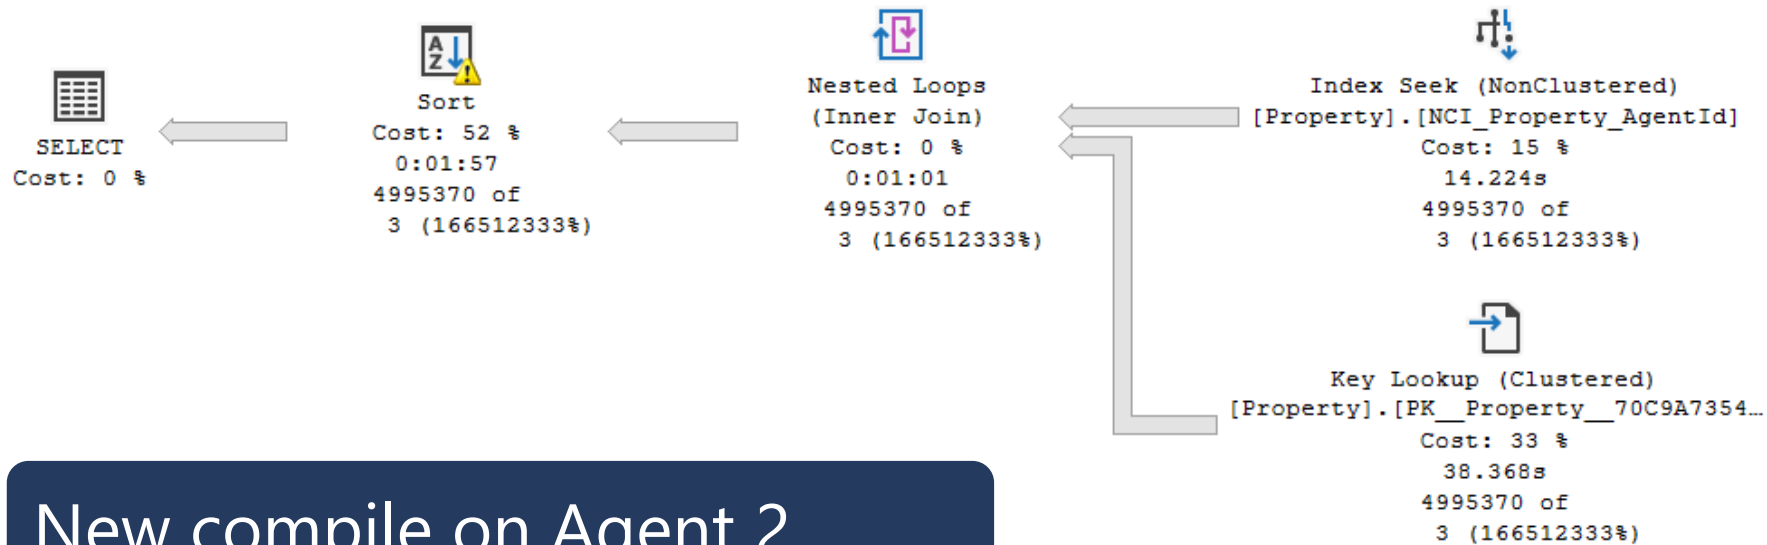 SELECT
Cost: 0 %
Sort
Cost: 52 %
0:01:57
4995370 of
3 (166512333%)
Nested Loops
(Inner Join)
Cost: 0 %
0:01:01
4995370 of
3 (166512333%)
Index Seek (NonClustered)
[Property].[NCI_Property_AgentId]
Cost: 15 %
14.224s
4995370 of
3 (166512333%)
Key Lookup (Clustered)
[Property].[PK__Property__70C9A7354…
Cost: 33 %
38.368s
4995370 of
3 (166512333%)
New compile on Agent 2